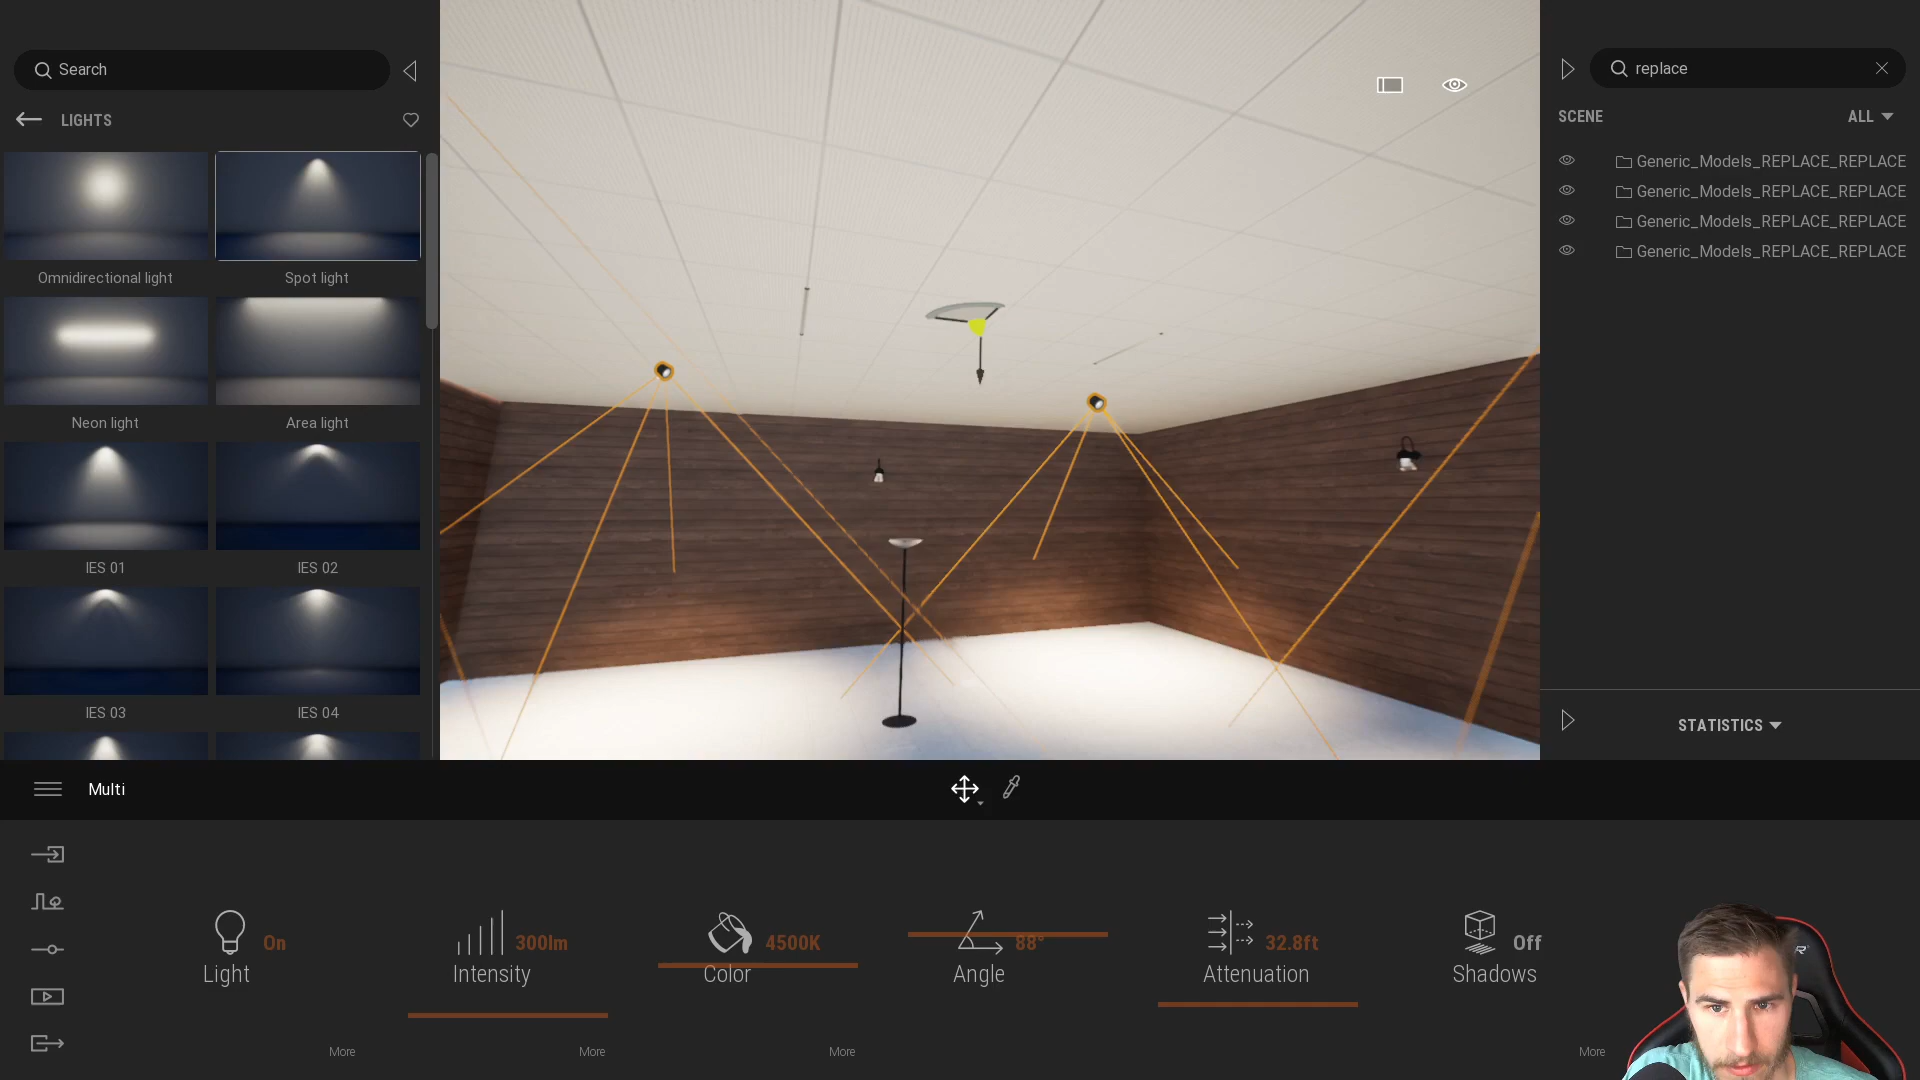 Search
replace
LIGHTS
SCENE
ALL
Generic_Models_REPLACE_REPLACE
Generic_Models_REPLACE_REPLACE
Generic_Models_REPLACE_REPLACE
Generic_Models_REPLACE_REPLACE
Omnidirectional light
Spot light
Neon light
Area light
IES 01
IES 02
IES 03
IES 04
STATISTICS
Multi
On
Light
300lm
Intensity
4500K
Color
88°
Angle
32.8ft
Attenuation
Off
Shadows
More
More
More
More